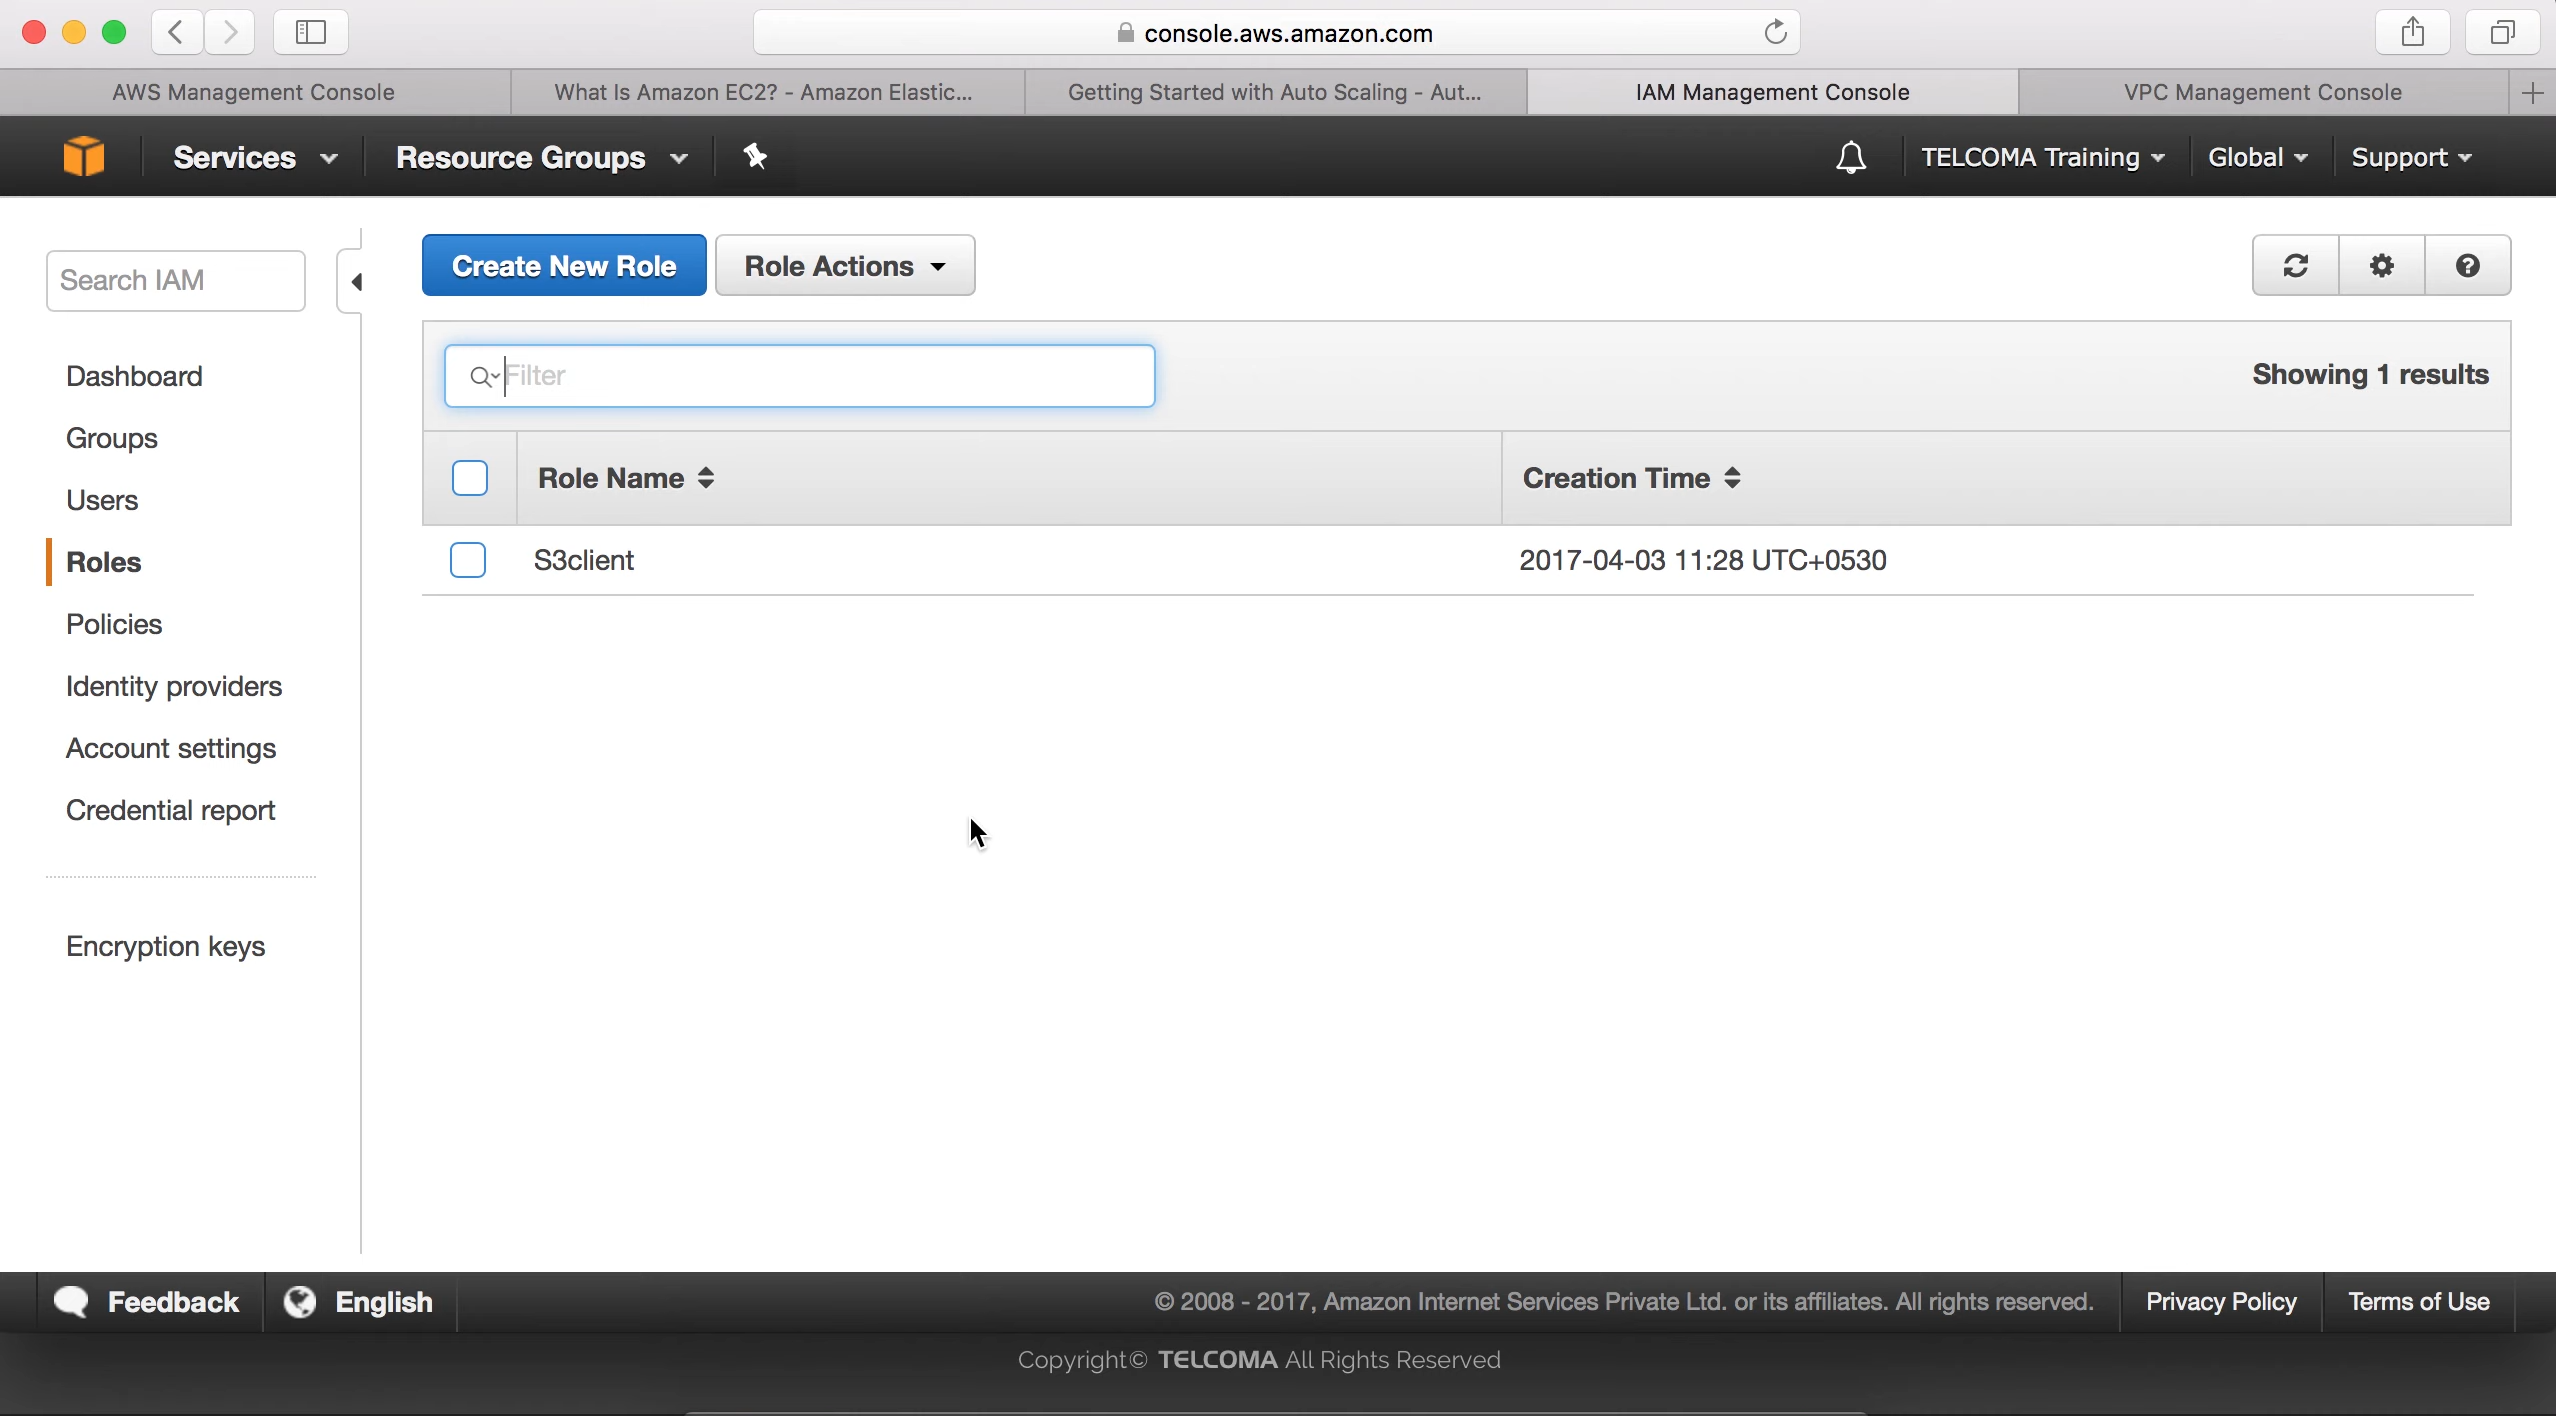 console.aws.amazon.com
AWS Management Console
What Is Amazon EC2? - Amazon Elastic...
Getting Started with Auto Scaling - Aut...
IAM Management Console
VPC Management Console
Services
Resource Groups
TELCOMA Training
Global
Support
Search IAM
Create New Role
Role Actions
Filter
Showing 1 results
Dashboard
Groups
Users
Roles
Policies
Identity providers
Account settings
Credential report
Encryption keys
Role Name
Creation Time
S3client
2017-04-03 11:28 UTC+0530
Feedback
English
© 2008 - 2017, Amazon Internet Services Private Ltd. or its affiliates. All rights reserved.
Privacy Policy
Terms of Use
Copyright© TELCOMA All Rights Reserved